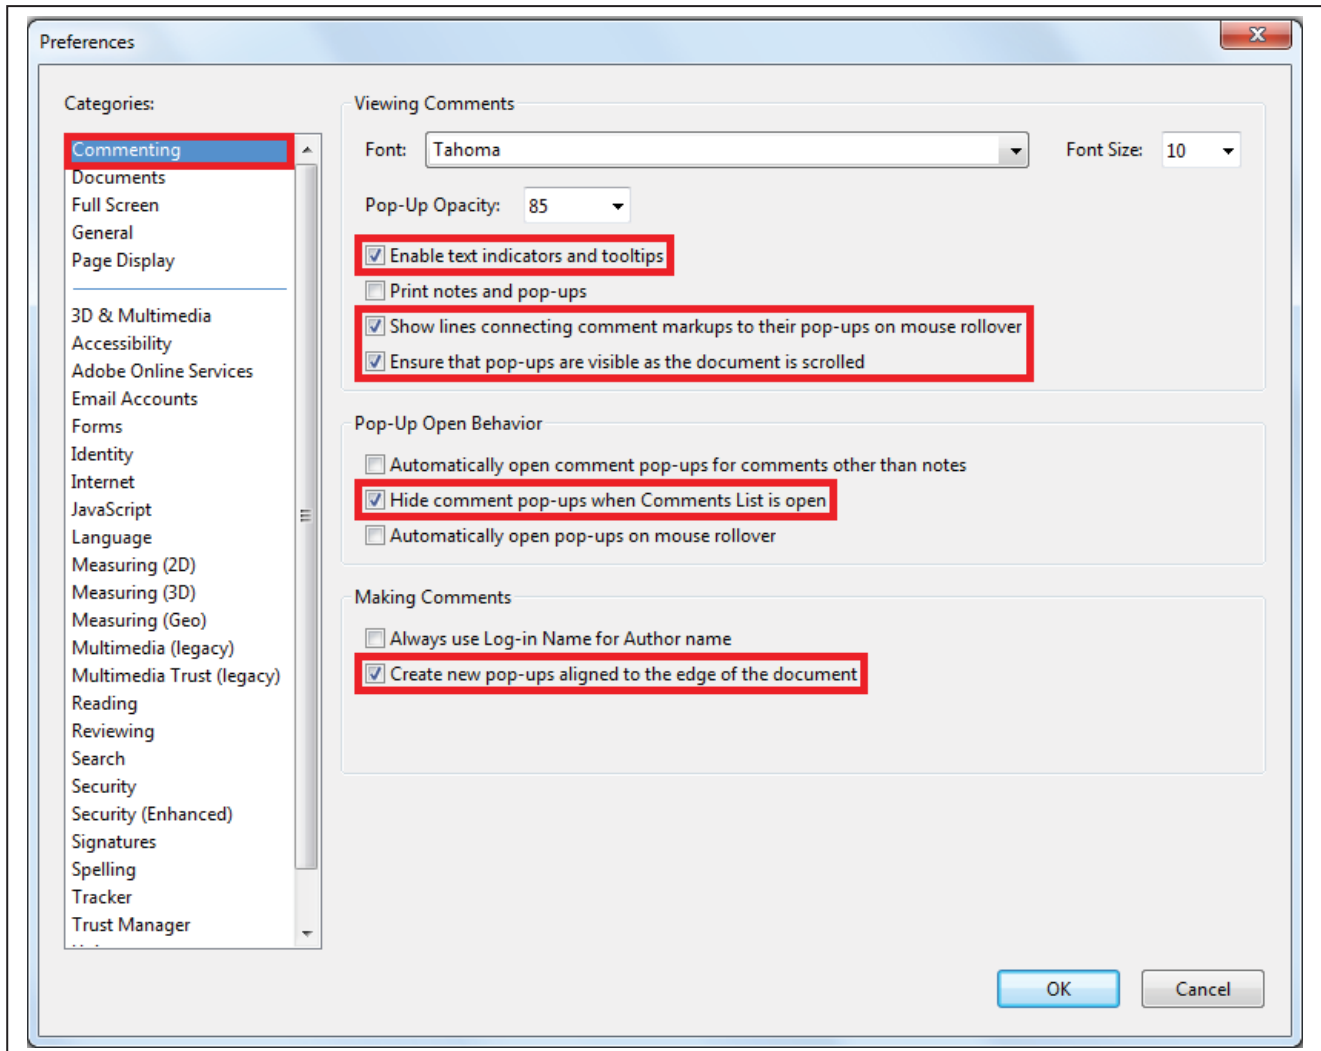 Preferences
Categories:
Commenting
Documents
Full Screen
General
Page Display
3D & Multimedia
Accessibility
Adobe Online Services
Email Accounts
Forms
Identity
Internet
JavaScript
Language
Measuring (2D)
Measuring (3D)
Measuring (Geo)
Multimedia (legacy)
Multimedia Trust (legacy)
Reading
Reviewing
Search
Security
Security (Enhanced)
Signatures
Spelling
Tracker
Trust Manager
Viewing Comments
Font: Tahoma Font Size: 10
Pop-Up Opacity: 85
Enable text indicators and tooltips
Print notes and pop-ups
Show lines connecting comment markups to their pop-ups on mouse rollover
Ensure that pop-ups are visible as the document is scrolled
Pop-Up Open Behavior
Automatically open comment pop-ups for comments other than notes
Hide comment pop-ups when Comments List is open
Automatically open pop-ups on mouse rollover
Making Comments
Always use Log-in Name for Author name
Create new pop-ups aligned to the edge of the document
OK Cancel